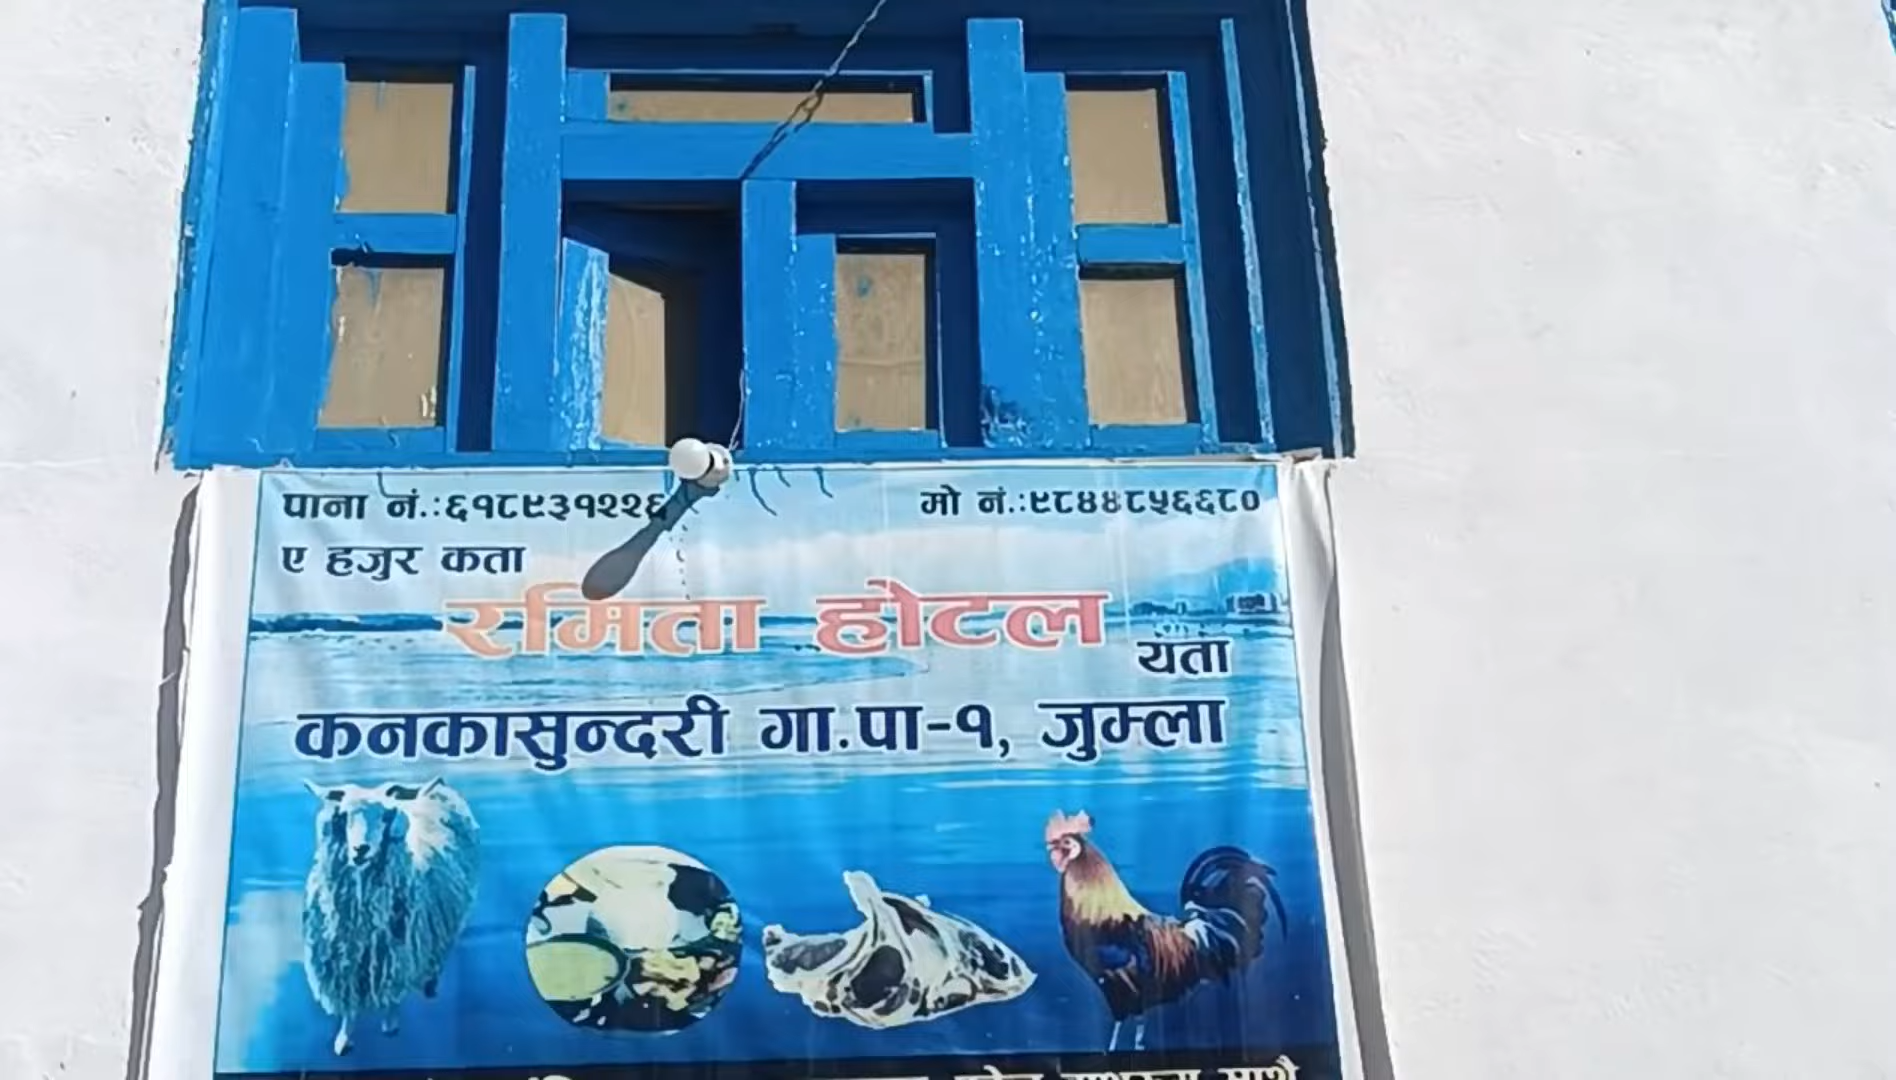 पाना नं.:६१८९३१२२६ मो नं.:९८४४८५६६८०
ए हजुर कता
रमिता होटल
यता
कनकासुन्दरी गा.पा-१, जुम्ला